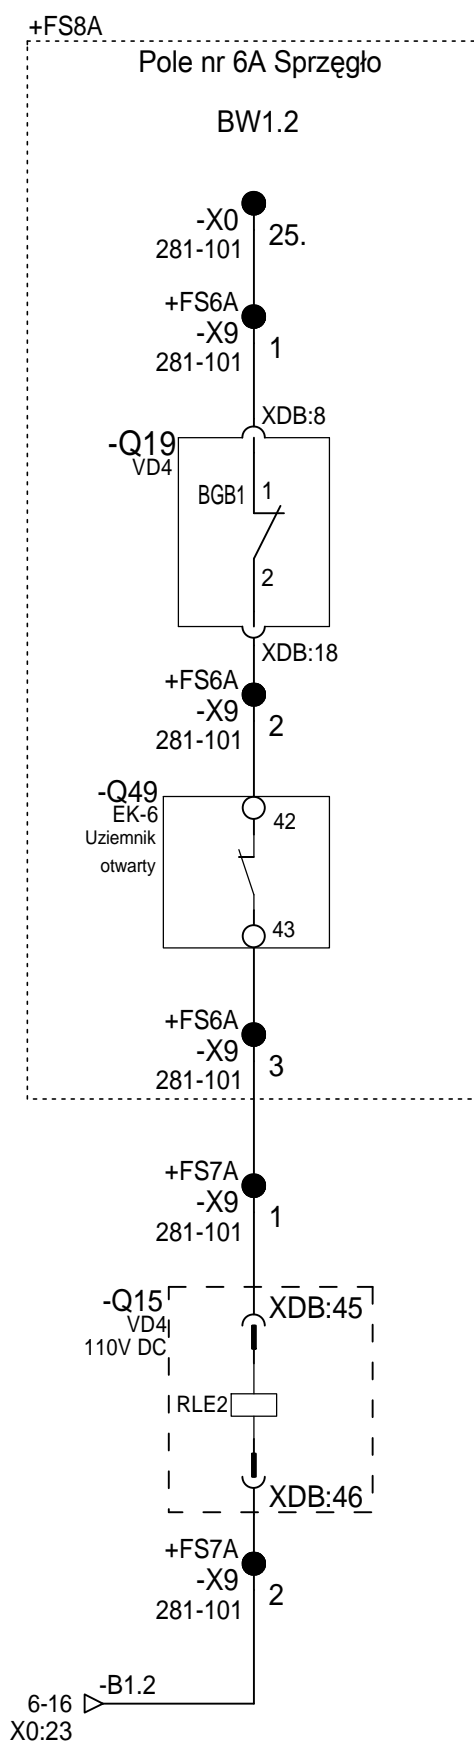 +FS8A
Pole nr 6A Sprzęgło
BW1.2
-X0
25.
281-101
+FS6A
-X9
1
281-101
XDB:8
-Q19
VD4
BGB1
1
2
XDB:18
+FS6A
-X9
2
281-101
-Q49
EK-6
42
Uziemnik
otwarty
43
+FS6A
-X9
3
281-101
+FS7A
-X9
1
281-101
-Q15
XDB:45
VD4
110V DC
RLE2
XDB:46
+FS7A
-X9
2
281-101
-B1.2
6-16
X0:23